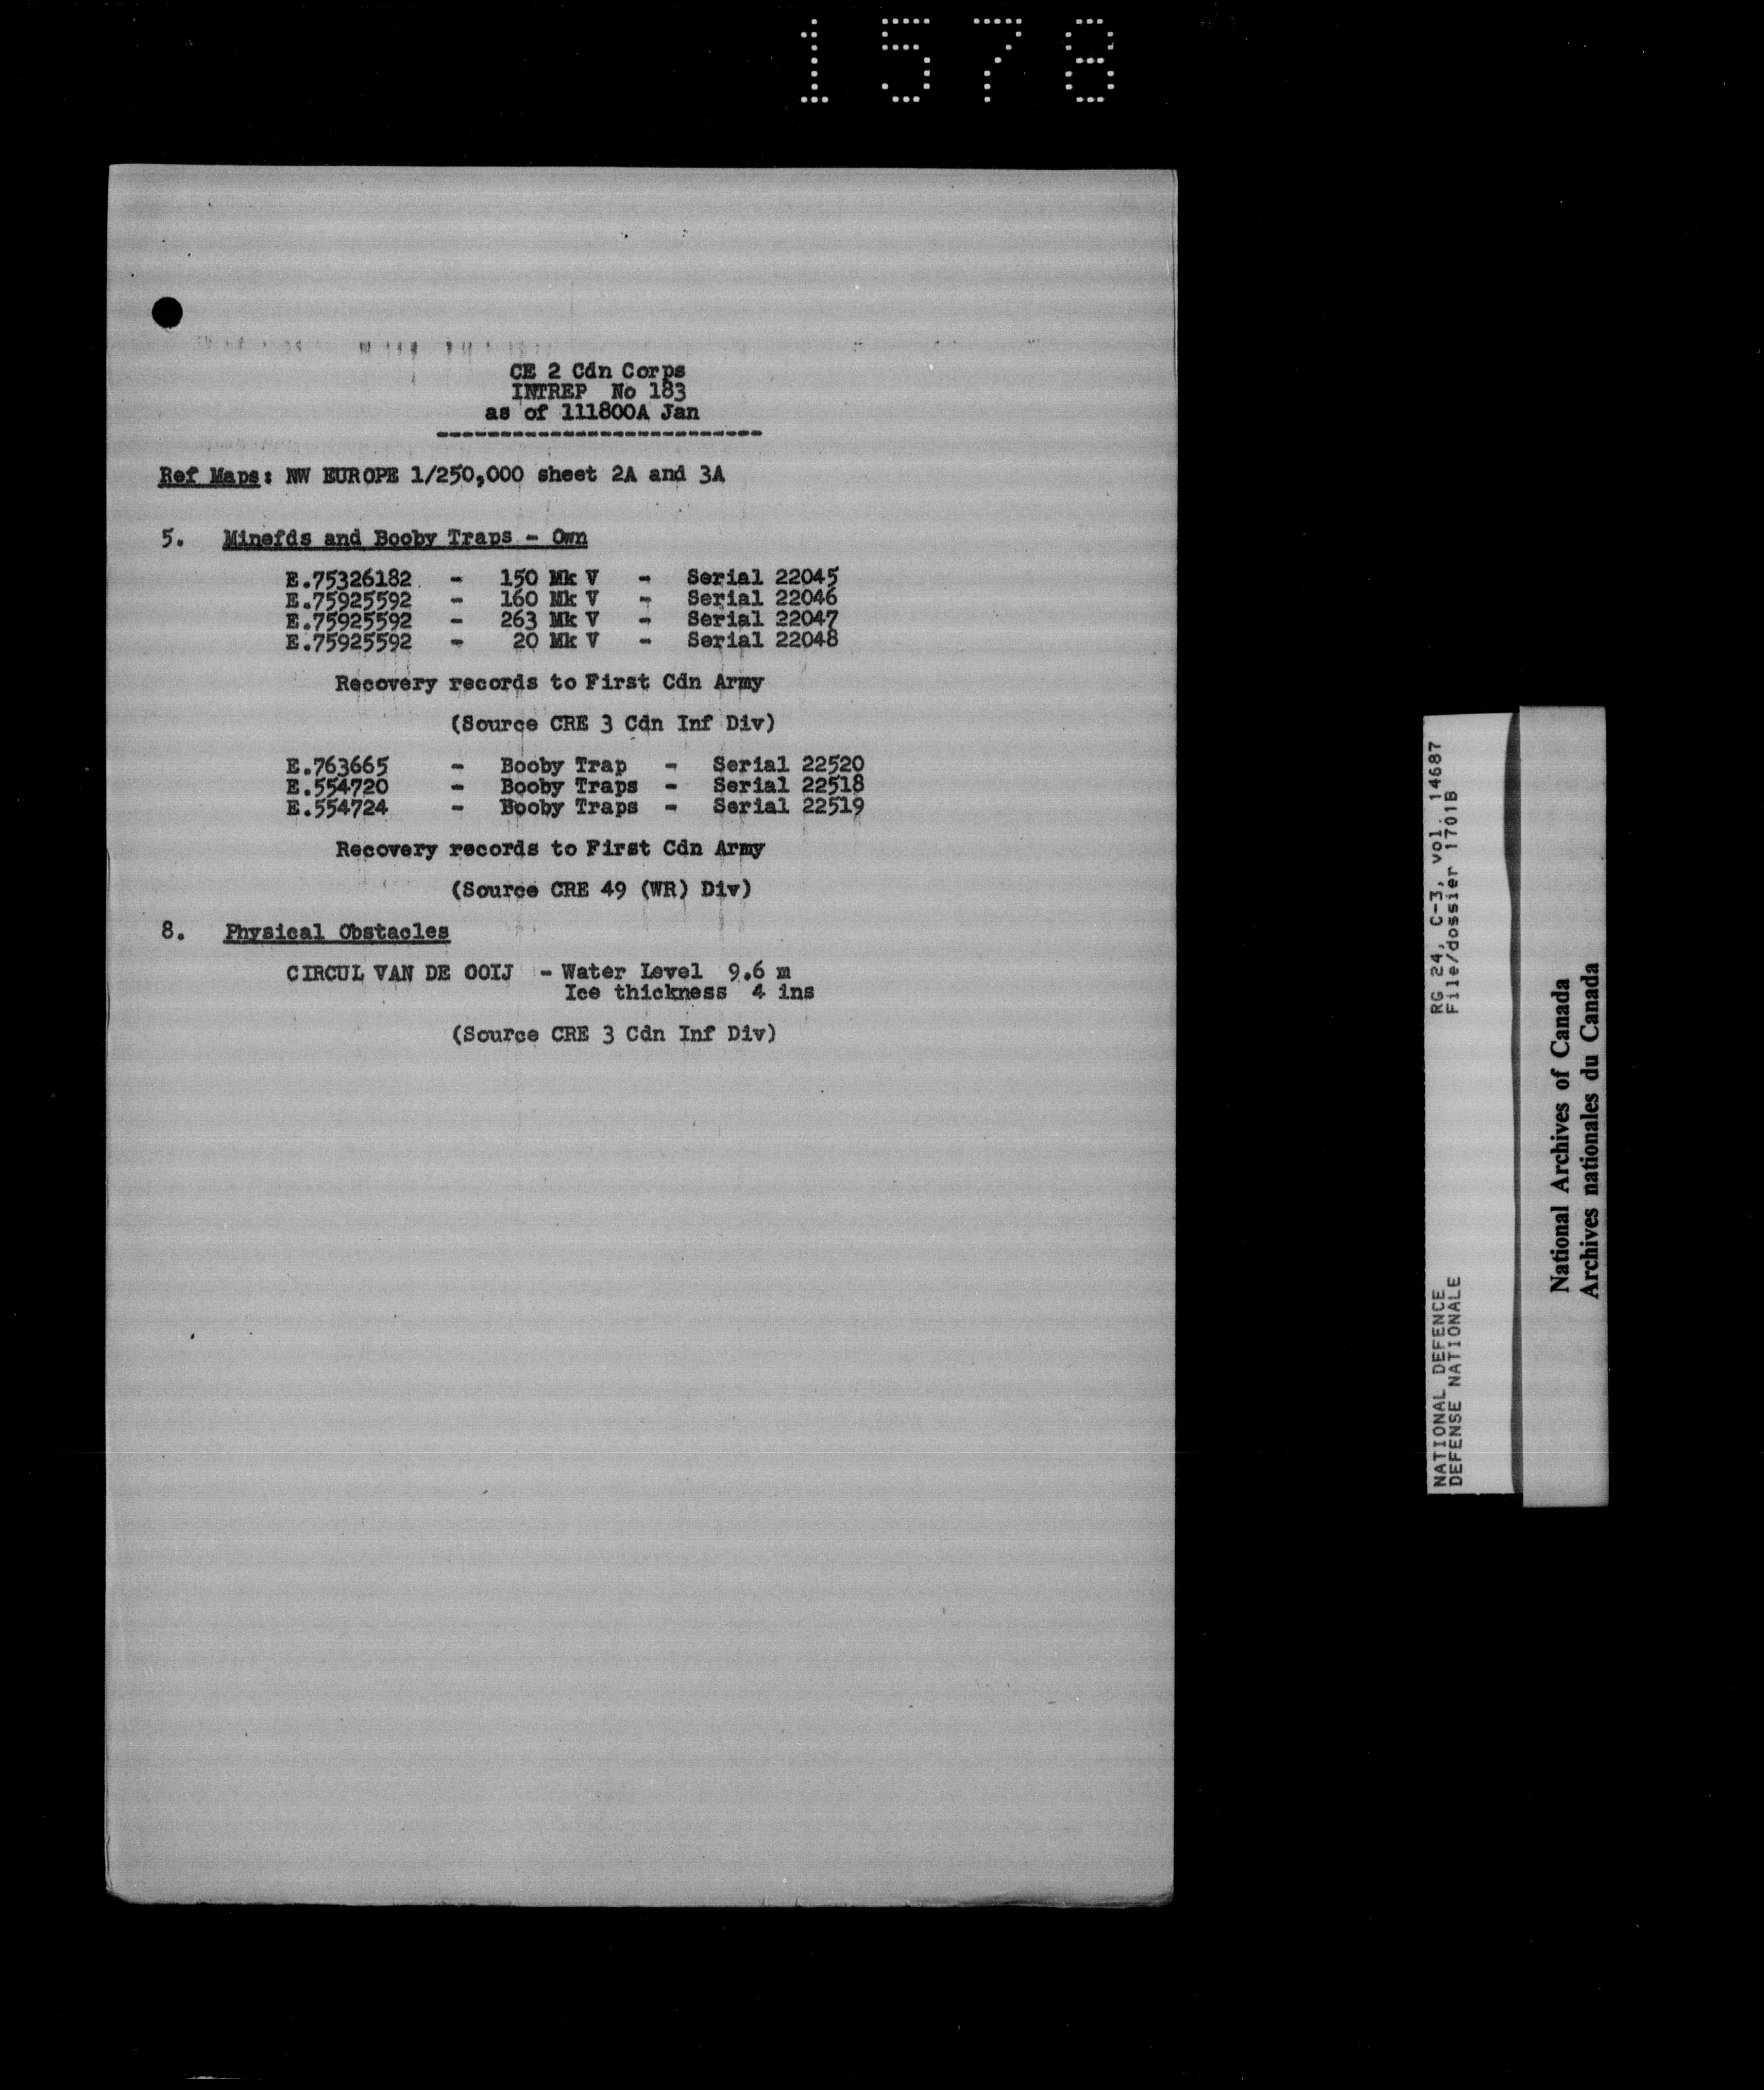 1578
CE 2 Cdn Corps
INTREP No 183
as of 111800A Jan
--------------------------
Ref Maps: NW EUROPE 1/250,000 sheet 2A and 3A
5. Minefds and Booby Traps - Own
E.75326182 - 150 Mk V - Serial 22045
E.75925592 - 160 Mk V - Serial 22046
E.75925592 - 263 Mk V - Serial 22047
E.75925592 - 20 Mk V - Serial 22048
Recovery records to First Cdn Army
(Source CRE 3 Cdn Inf Div)
E.763665 - Booby Trap - Serial 22520
E.554720 - Booby Traps - Serial 22518
E.554724 - Booby Traps - Serial 22519
Recovery records to First Cdn Army
(Source CRE 49 (WR) Div)
8. Physical Obstacles
CIRCUL VAN DE OOIJ - Water Level 9.6 m
Ice thickness 4 ins
(Source CRE 3 Cdn Inf Div)
NATIONAL DEFENCE RG 24, C-3, vol. 14687
DEFENSE NATIONALE File/dossier 1701B
National Archives of Canada
Archives nationales du Canada